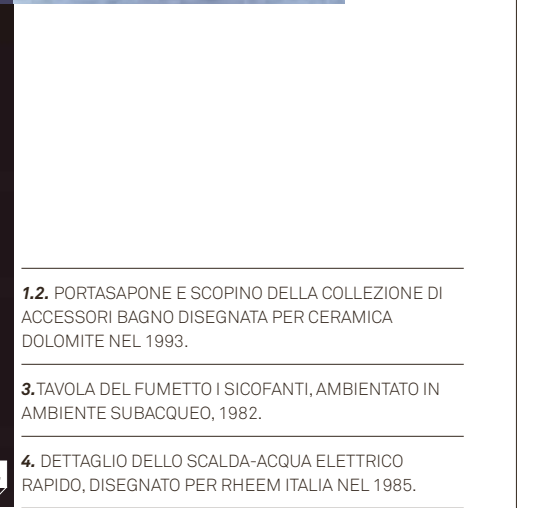 1.2. PORTASAPONE E SCOPINO DELLA COLLEZIONE DI
ACCESSORI BAGNO DISEGNATA PER CERAMICA
DOLOMITE NEL 1993.
3.TAVOLA DEL FUMETTO I SICOFANTI, AMBIENTATO IN
AMBIENTE SUBACQUEO, 1982.
4. DETTAGLIO DELLO SCALDA-ACQUA ELETTRICO
RAPIDO, DISEGNATO PER RHEEM ITALIA NEL 1985.